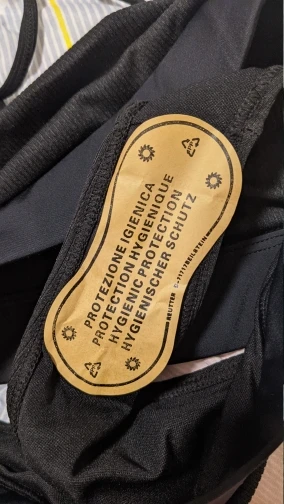 PROTEZIONE IGIENICA
PROTECTION HYGIENIQUE
HYGIENIC PROTECTION
HYGIENISCHER SCHUTZ